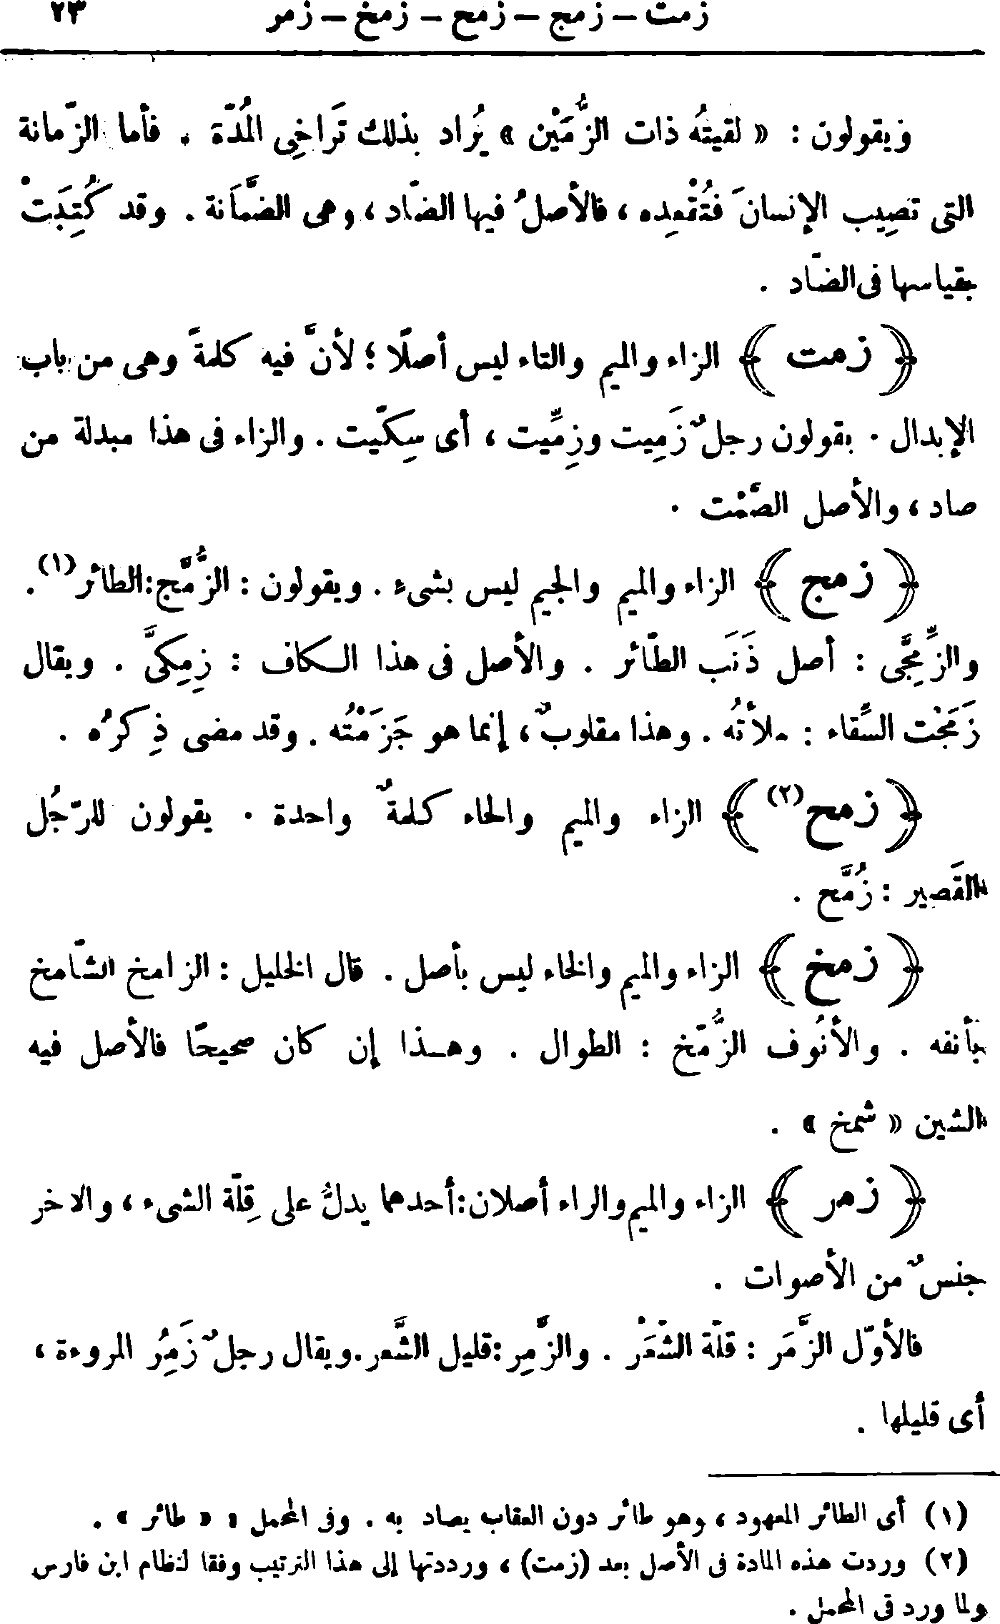 زمت – زمج – زمح – زمخ – زمر ٢٣
ويقولون : « لقيتُه ذات الزُّمَيْن » يُراد بذلك تَراخِى المُدّة . فأما الزّمانة
التى تصِيب الإنسانَ فتُقْعِده ، فالأصلُ فيها الضّاد ، وهى الضَّمانة . وقد كُتِبَتْ
بقياسها فى الضّاد .
﴿ زمت ﴾ الزاء والميم والتاء ليس أصلًا ؛ لأنَّ فيه كلمةً وهى من باب
الإبدال . يقولون رجلٌ زَمِيت وزِمِّيت ، أى سِكّيت . والزاء فى هذا مبدلة من
صاد ، والأصل الصَّمْت .
﴿ زمج ﴾ الزاء والميم والجيم ليس بشىء . ويقولون : الزُّمَّج:الطائر(١).
والزِّمِجَّى : أصل ذَنَب الطّائر . والأصل فى هذا الكاف : زِمِكىَّ . ويقال
زَمَجْت السِّقاء : ملأتُه . وهذا مقلوبٌ ، إنما هو جَزَمْتُه . وقد مضى ذِكرُه .
﴿ زمح(٢) ﴾ الزاء والميم والحاء كلمةٌ واحدة . يقولون للرّجُل
القَصير : زُمَّح .
﴿ زمخ ﴾ الزاء والميم والخاء ليس بأصل . قال الخليل : الزامخ الشّامخ
بأنفه . والأنُوف الزُّمّخ : الطوال . وهذا إن كان صحيحًا فالأصل فيه
الشين « شمخ » .
﴿ زمر ﴾ الزاء والميم والراء أصلان:أحدهما يدلُّ على قِلّة الشىء ، والاخر
جنسٌ من الأصوات .
فالأوّل الزَّمَر : قلّة الشّعَرْ . والزَّمِر:قليل الشَّعر.ويقال رجلٌ زَمِرُ المروءة ،
أى قليلها .
(١) أى الطائر المعهود ، وهو طائر دون العقاب يصاد به . وفى المجمل : « طائر » .
(٢) وردت هذه المادة فى الأصل بعد (زمت) ، ورددتها إلى هذا الترتيب وفقا لنظام ابن فارس
ولما ورد فى المجمل .